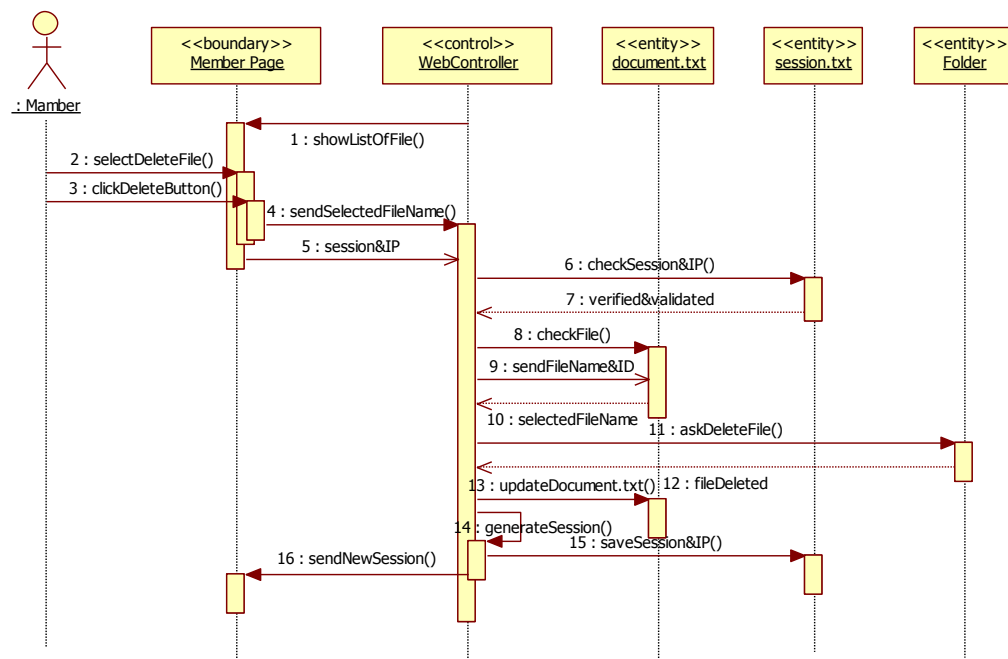 <<boundary>>
Member Page
<<control>>
WebController
<<entity>>
document.txt
<<entity>>
session.txt
<<entity>>
Folder
: Mamber
1 : showListOfFile()
2 : selectDeleteFile()
3 : clickDeleteButton()
4 : sendSelectedFileName()
5 : session&IP
6 : checkSession&IP()
7 : verified&validated
8 : checkFile()
9 : sendFileName&ID
10 : selectedFileName
11 : askDeleteFile()
12 : fileDeleted
13 : updateDocument.txt()
14 : generateSession()
15 : saveSession&IP()
16 : sendNewSession()